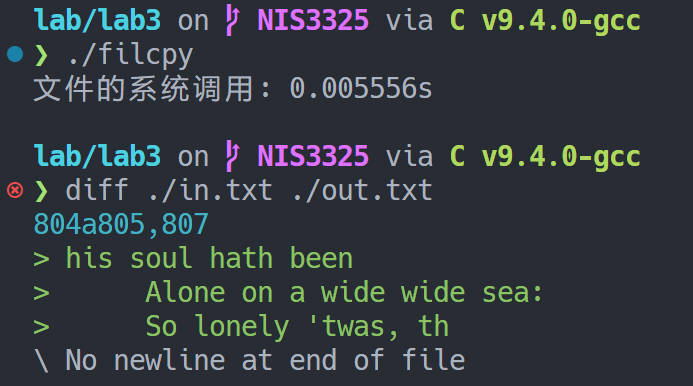 lab/lab3 on NIS3325 via C v9.4.0-gcc
❯ ./filcpy
文件的系统调用: 0.005556s
lab/lab3 on NIS3325 via C v9.4.0-gcc
❯ diff ./in.txt ./out.txt
804a805,807
> his soul hath been
>      Alone on a wide wide sea:
>      So lonely 'twas, th
\ No newline at end of file